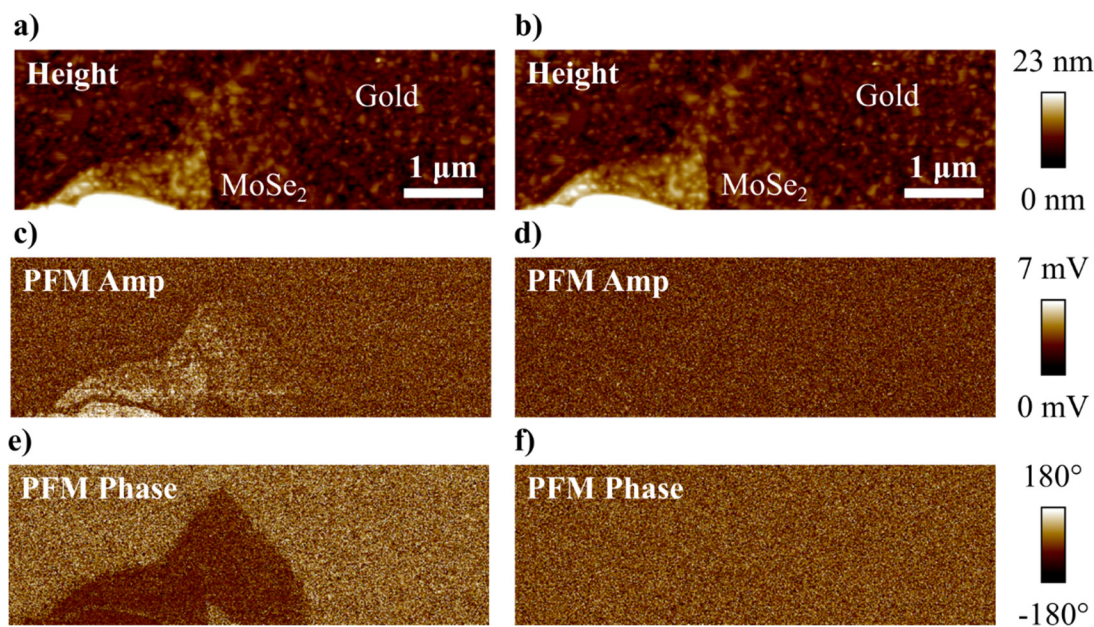 a)
b)
Height
Gold
1 μm
MoSe₂
Height
Gold
1 μm
MoSe₂
23 nm
0 nm
c)
d)
PFM Amp
PFM Amp
7 mV
0 mV
e)
f)
PFM Phase
PFM Phase
180°
-180°